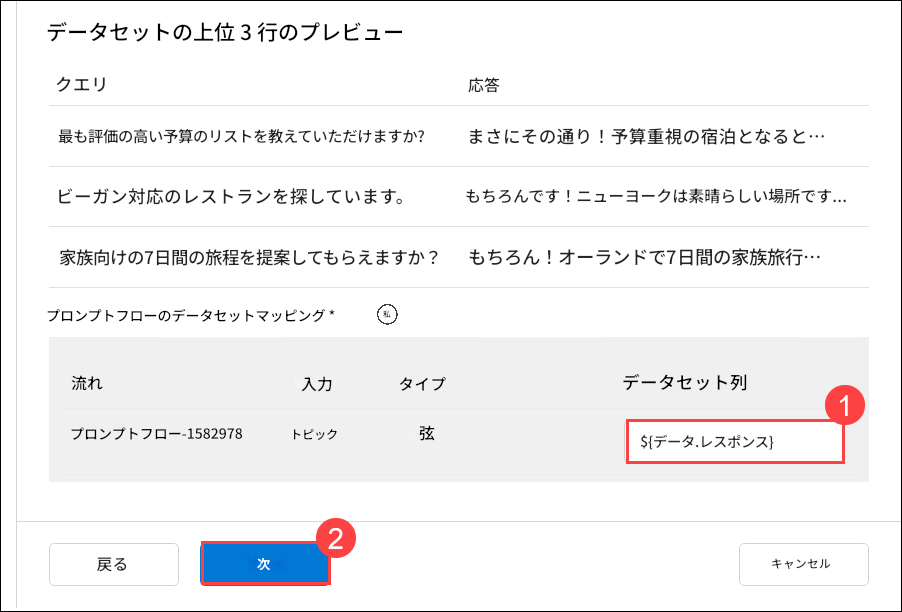 データセットの上位 3 行のプレビュー
クエリ 応答
最も評価の高い予算のリストを教えていただけますか? まさにその通り！予算重視の宿泊となると…
ビーガン対応のレストランを探しています。 もちろんです！ニューヨークは素晴らしい場所です...
家族向けの7日間の旅程を提案してもらえますか？ もちろん！オーランドで7日間の家族旅行…
プロンプトフローのデータセットマッピング * 私
流れ 入力 タイプ データセット列
1
プロンプトフロー-1582978 トピック 弦 ${データ.レスポンス}
2
戻る 次 キャンセル